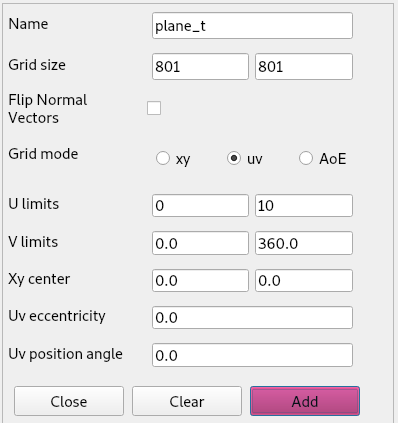 Name plane_t
Grid size 801 801
Flip Normal
Vectors
Grid mode xy uv AoE
U limits 0 10
V limits 0.0 360.0
Xy center 0.0 0.0
Uv eccentricity 0.0
Uv position angle 0.0
Close Clear Add